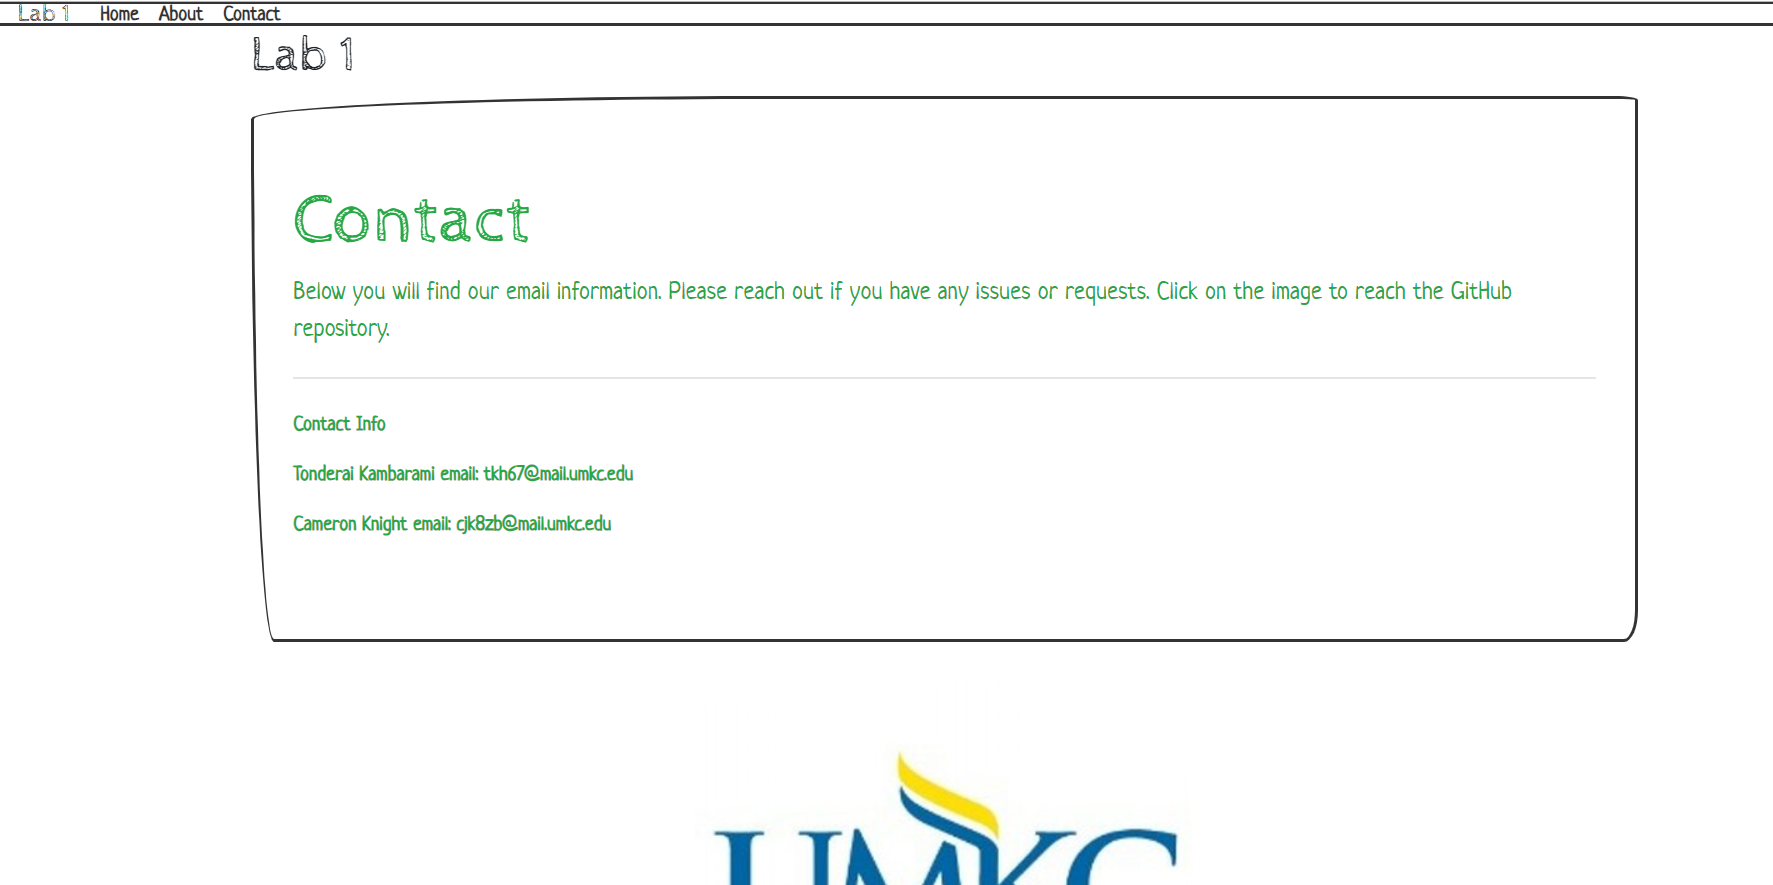 Lab 1 Home About Contact
Lab 1
Contact
Below you will find our email information. Please reach out if you have any issues or requests. Click on the image to reach the GitHub
repository.
Contact Info
Tonderai Kambarami email: tkh67@mail.umkc.edu
Cameron Knight email: cjk8zb@mail.umkc.edu
UMKC